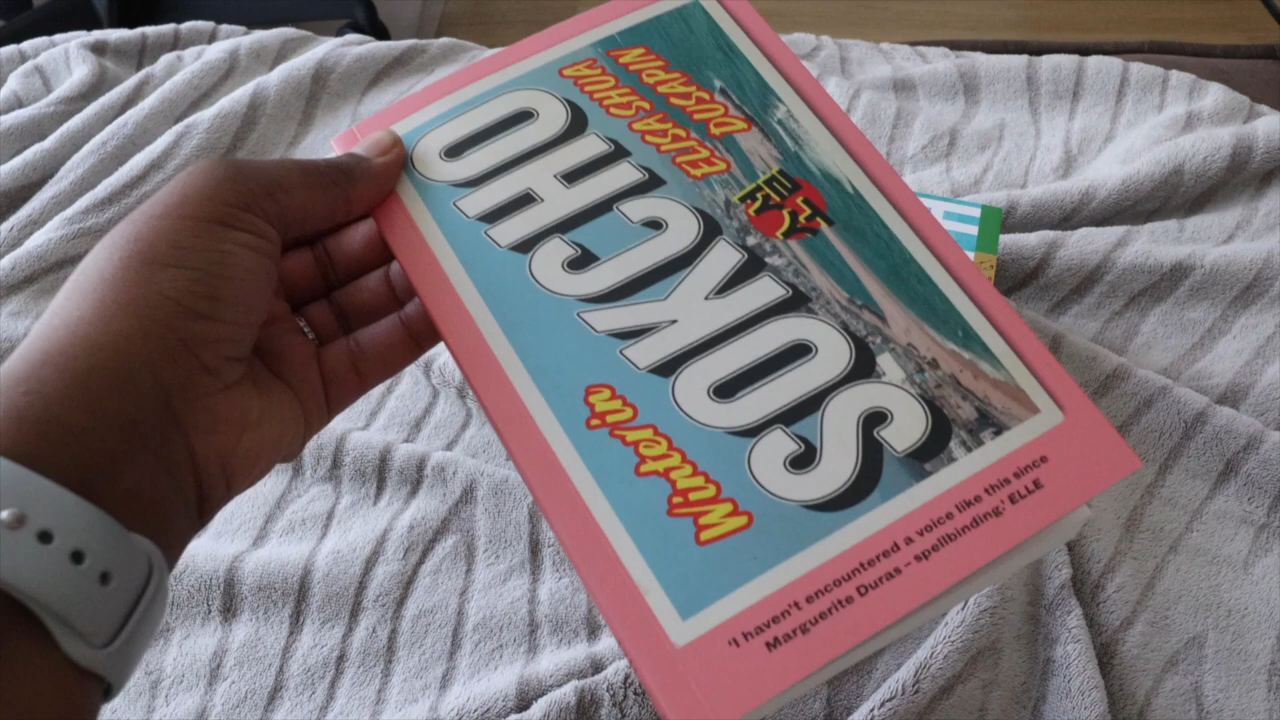 Winter in
SOKCHO
ELISA SHUA
DUSAPIN
'I haven't encountered a voice like this since
Marguerite Duras – spellbinding.' ELLE